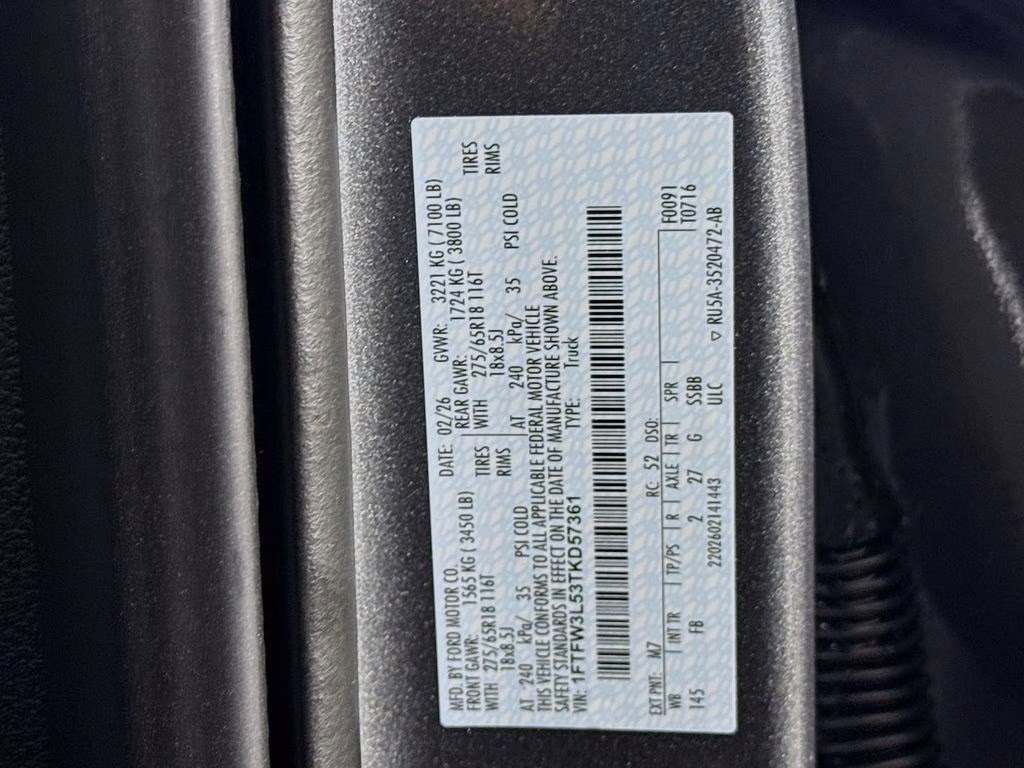 MFD. BY FORD MOTOR CO. DATE: 02/26 GVWR: 3221 KG ( 7100 LB)
FRONT GAWR: 1565 KG ( 3450 LB) REAR GAWR: 1724 KG ( 3800 LB)
WITH 275/65R18 116T TIRES WITH 275/65R18 116T TIRES
18x8.5J RIMS 18x8.5J RIMS
AT 240 kPa/ 35 PSI COLD AT 240 kPa/ 35 PSI COLD
THIS VEHICLE CONFORMS TO ALL APPLICABLE FEDERAL MOTOR VEHICLE
SAFETY STANDARDS IN EFFECT ON THE DATE OF MANUFACTURE SHOWN ABOVE.
VIN: 1FTFW3L53TKD57361 TYPE: Truck
EXT PNT: M7 RC: 52 DSO:
WB INT TR TP/PS R AXLE TR SPR F0091
145 FB 2 27 G SSBB T0716
2202602141443 ULC ▽ RU5A-3520472-AB